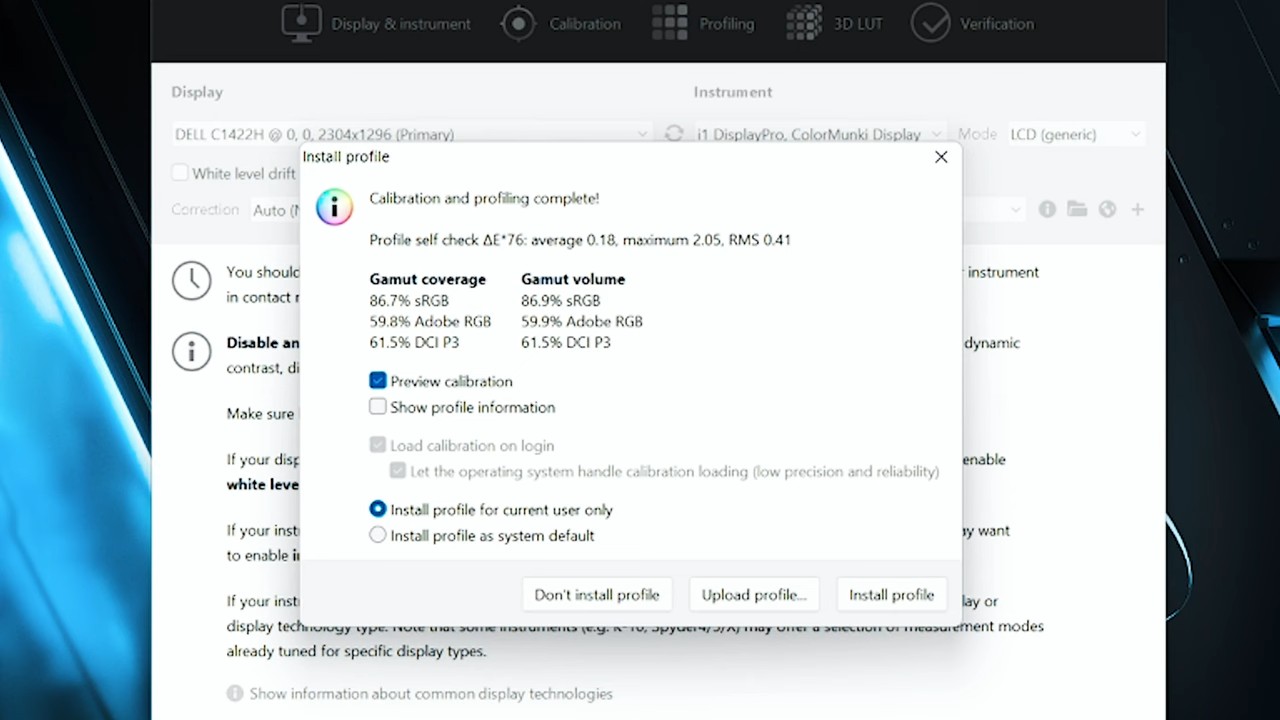 Display & instrument Calibration Profiling 3D LUT Verification
Display Instrument
DELL C1422H @ 0, 0, 2304x1296 (Primary) i1 DisplayPro, ColorMunki Display Mode LCD (generic)
Install profile
White level drift
Calibration and profiling complete!
Correction Auto (N
Profile self check ΔE*76: average 0.18, maximum 2.05, RMS 0.41
You should instrument
Gamut coverage Gamut volume
in contact
86.7% sRGB 86.9% sRGB
59.8% Adobe RGB 59.9% Adobe RGB
Disable an 61.5% DCI P3 61.5% DCI P3 dynamic
contrast, di
Preview calibration
Make sure Show profile information
Load calibration on login
If your disp enable
Let the operating system handle calibration loading (low precision and reliability)
white leve
Install profile for current user only
If your inst ay want
Install profile as system default
to enable i
Don't install profile Upload profile... Install profile
If your inst lay or
display technology type. Note that some instruments (e.g. K-10, Spyder4/5/X) may offer a selection of measurement modes
already tuned for specific display types.
Show information about common display technologies